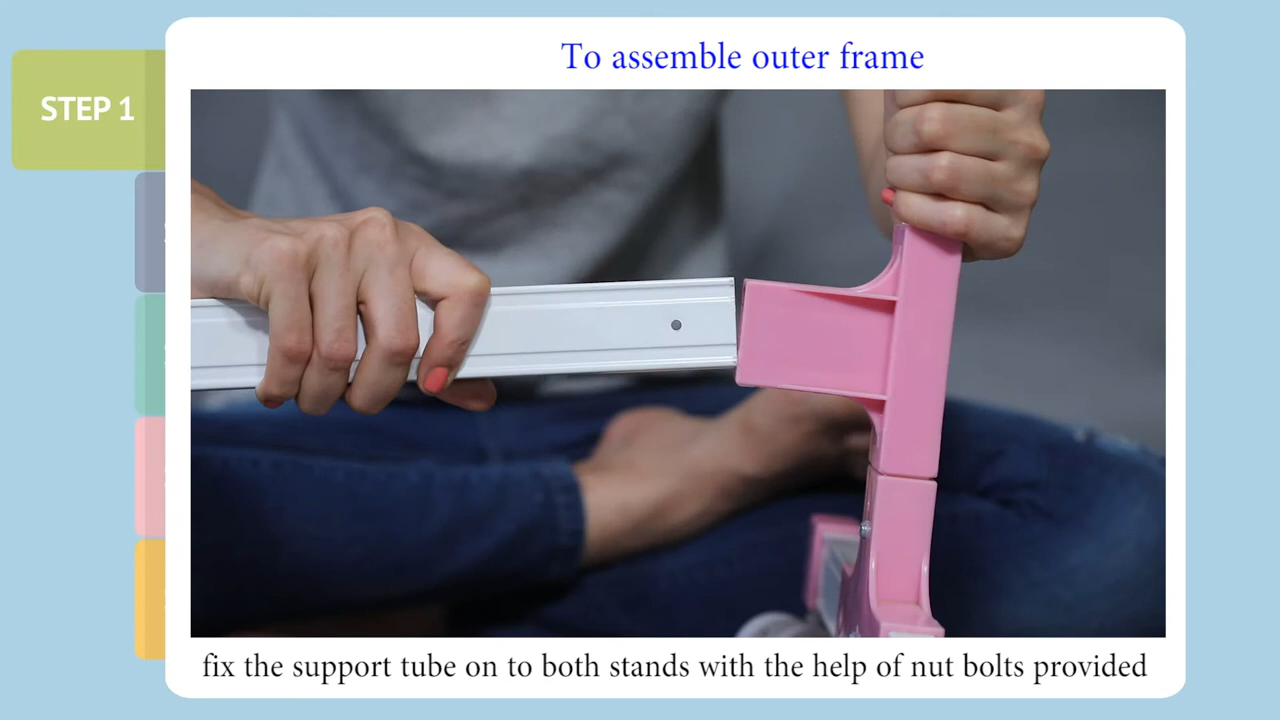 To assemble outer frame
STEP 1
fix the support tube on to both stands with the help of nut bolts provided